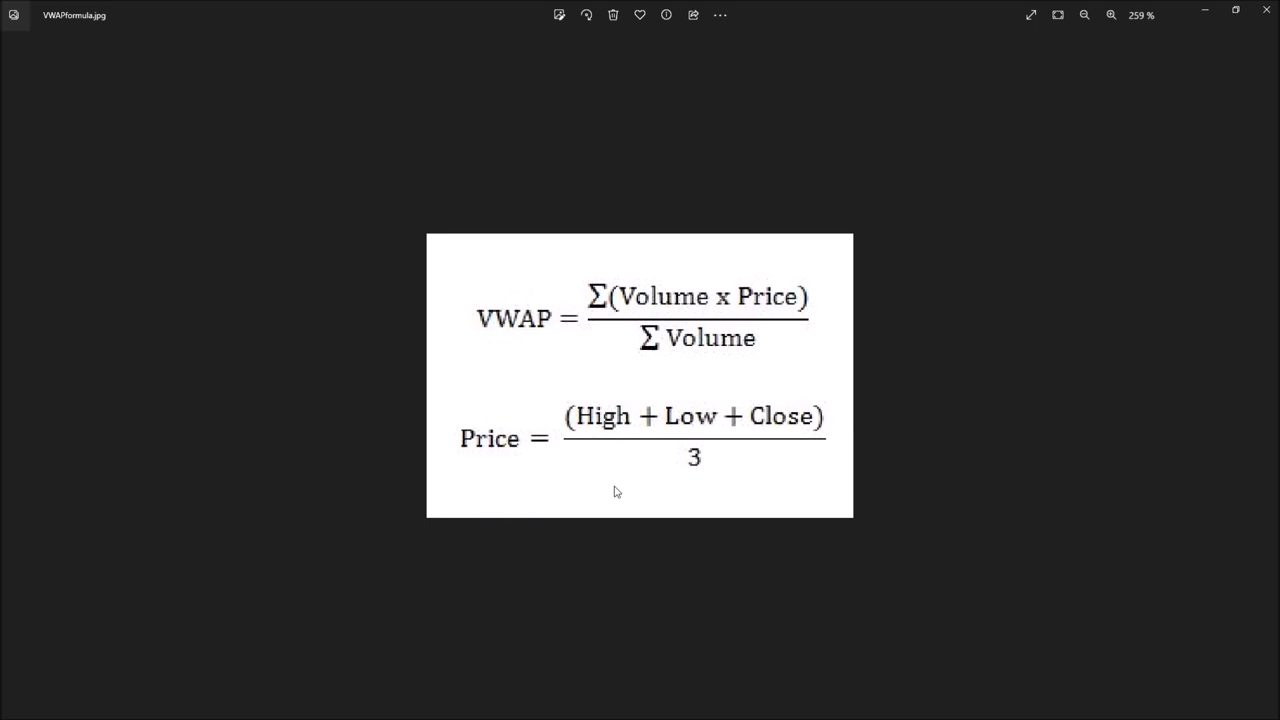 VWAPformula.jpg
259 %
VWAP = Σ(Volume x Price) / Σ Volume
Price = (High + Low + Close) / 3